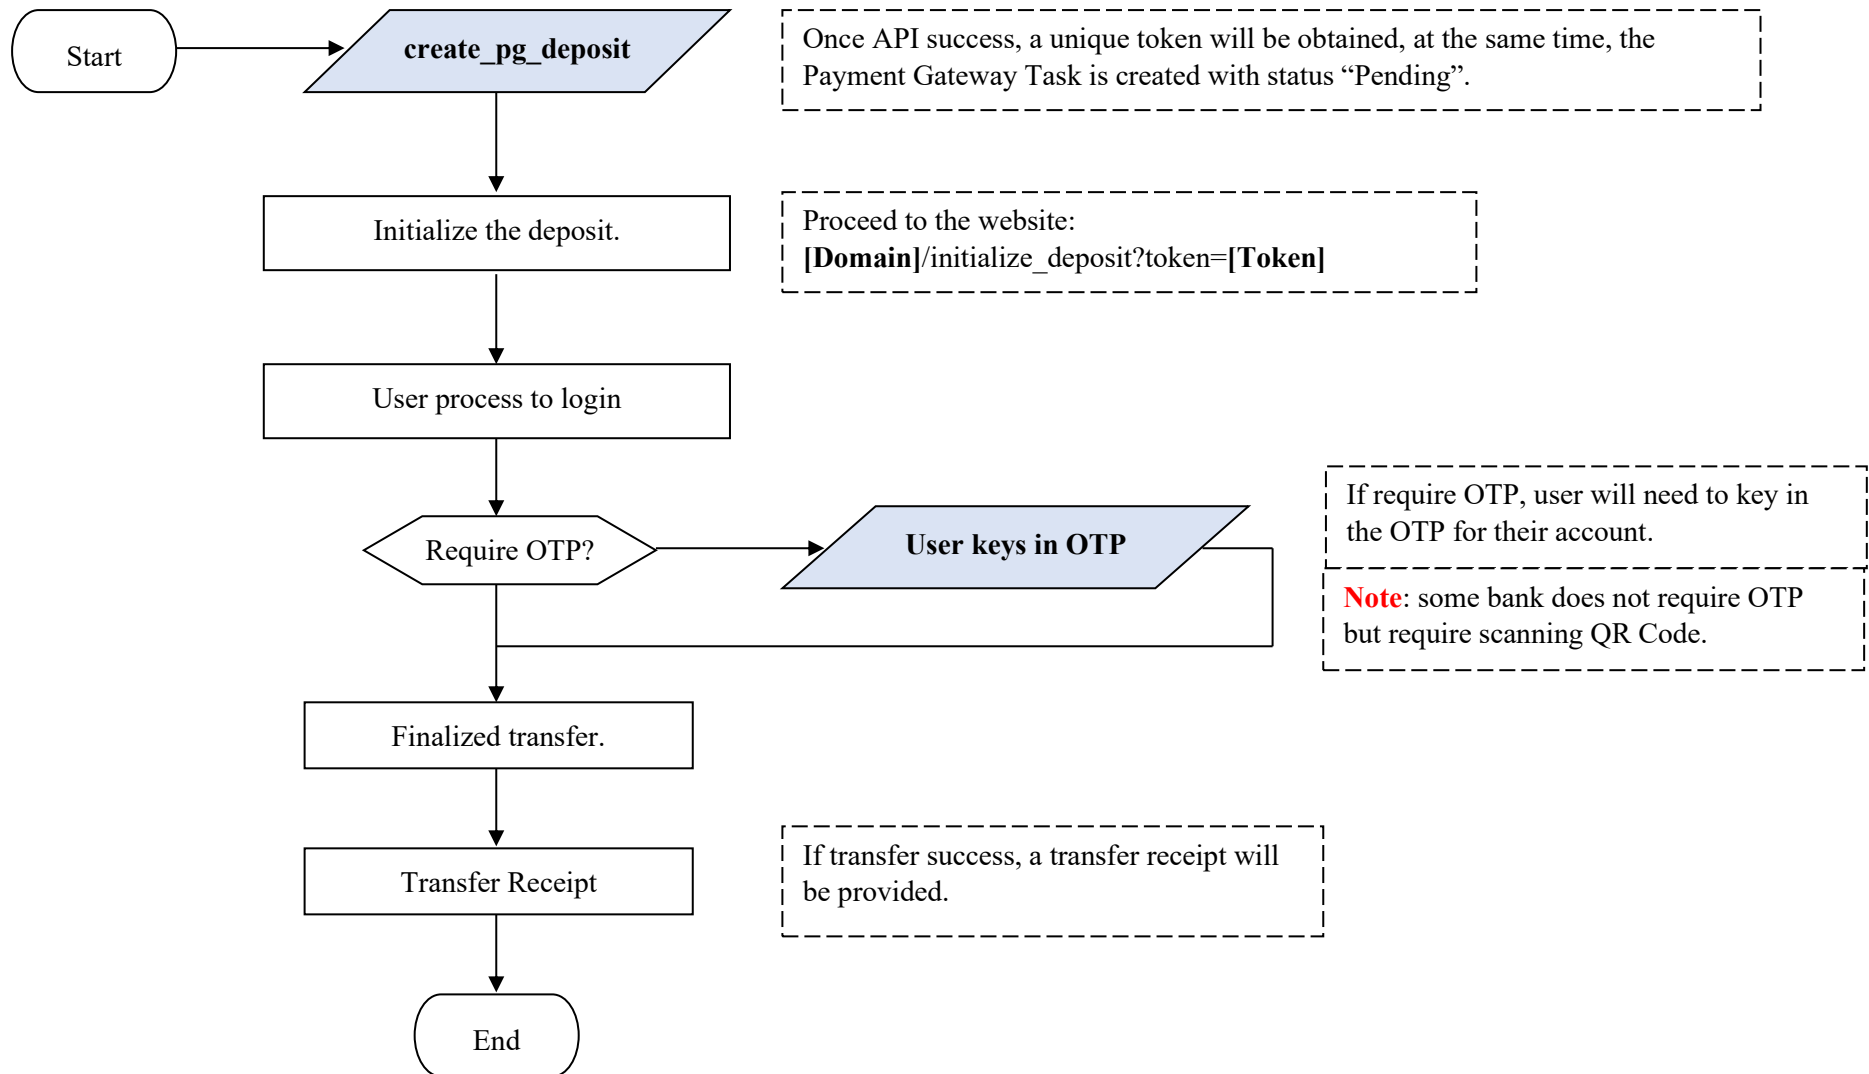 Start
create_pg_deposit
Once API success, a unique token will be obtained, at the same time, the
Payment Gateway Task is created with status “Pending”.
Initialize the deposit.
Proceed to the website:
[Domain]/initialize_deposit?token=[Token]
User process to login
Require OTP?
User keys in OTP
If require OTP, user will need to key in
the OTP for their account.
Note: some bank does not require OTP
but require scanning QR Code.
Finalized transfer.
Transfer Receipt
If transfer success, a transfer receipt will
be provided.
End